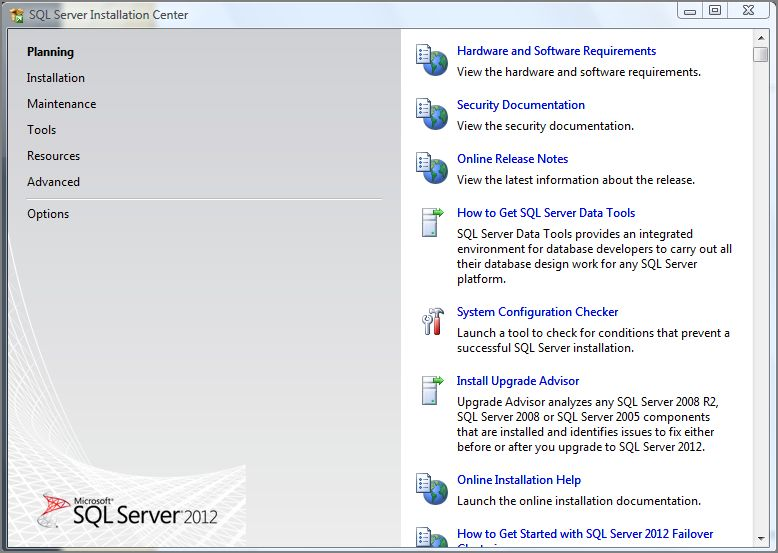 SQL Server Installation Center
Planning
Installation
Maintenance
Tools
Resources
Advanced
Options
Microsoft®
SQL Server® 2012
Hardware and Software Requirements
View the hardware and software requirements.
Security Documentation
View the security documentation.
Online Release Notes
View the latest information about the release.
How to Get SQL Server Data Tools
SQL Server Data Tools provides an integrated
environment for database developers to carry out all
their database design work for any SQL Server
platform.
System Configuration Checker
Launch a tool to check for conditions that prevent a
successful SQL Server installation.
Install Upgrade Advisor
Upgrade Advisor analyzes any SQL Server 2008 R2,
SQL Server 2008 or SQL Server 2005 components
that are installed and identifies issues to fix either
before or after you upgrade to SQL Server 2012.
Online Installation Help
Launch the online installation documentation.
How to Get Started with SQL Server 2012 Failover